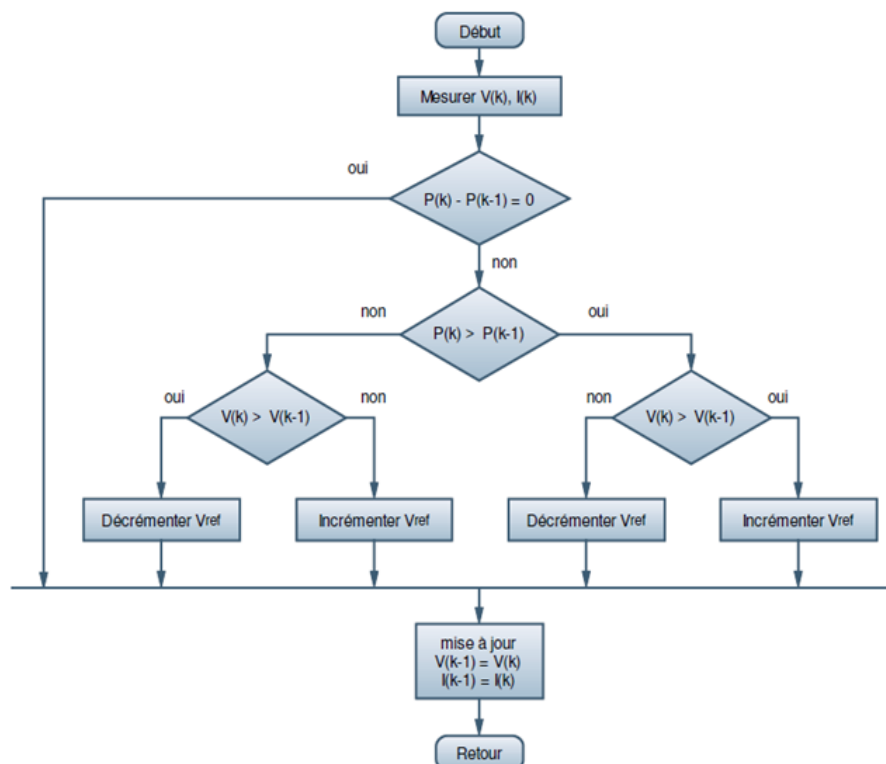 Début
Mesurer V(k), I(k)
oui
P(k) - P(k-1) = 0
non
non
P(k) > P(k-1)
oui
oui
V(k) > V(k-1)
non
non
V(k) > V(k-1)
oui
Décrémenter Vref
Incrémenter Vref
Décrémenter Vref
Incrémenter Vref
mise à jour
V(k-1) = V(k)
I(k-1) = I(k)
Retour